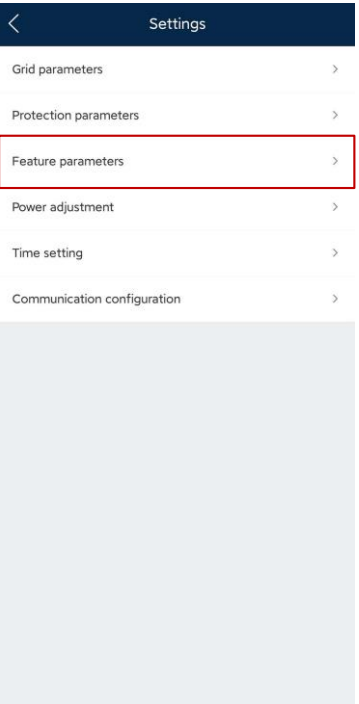 Settings
Grid parameters
Protection parameters
Feature parameters
Power adjustment
Time setting
Communication configuration